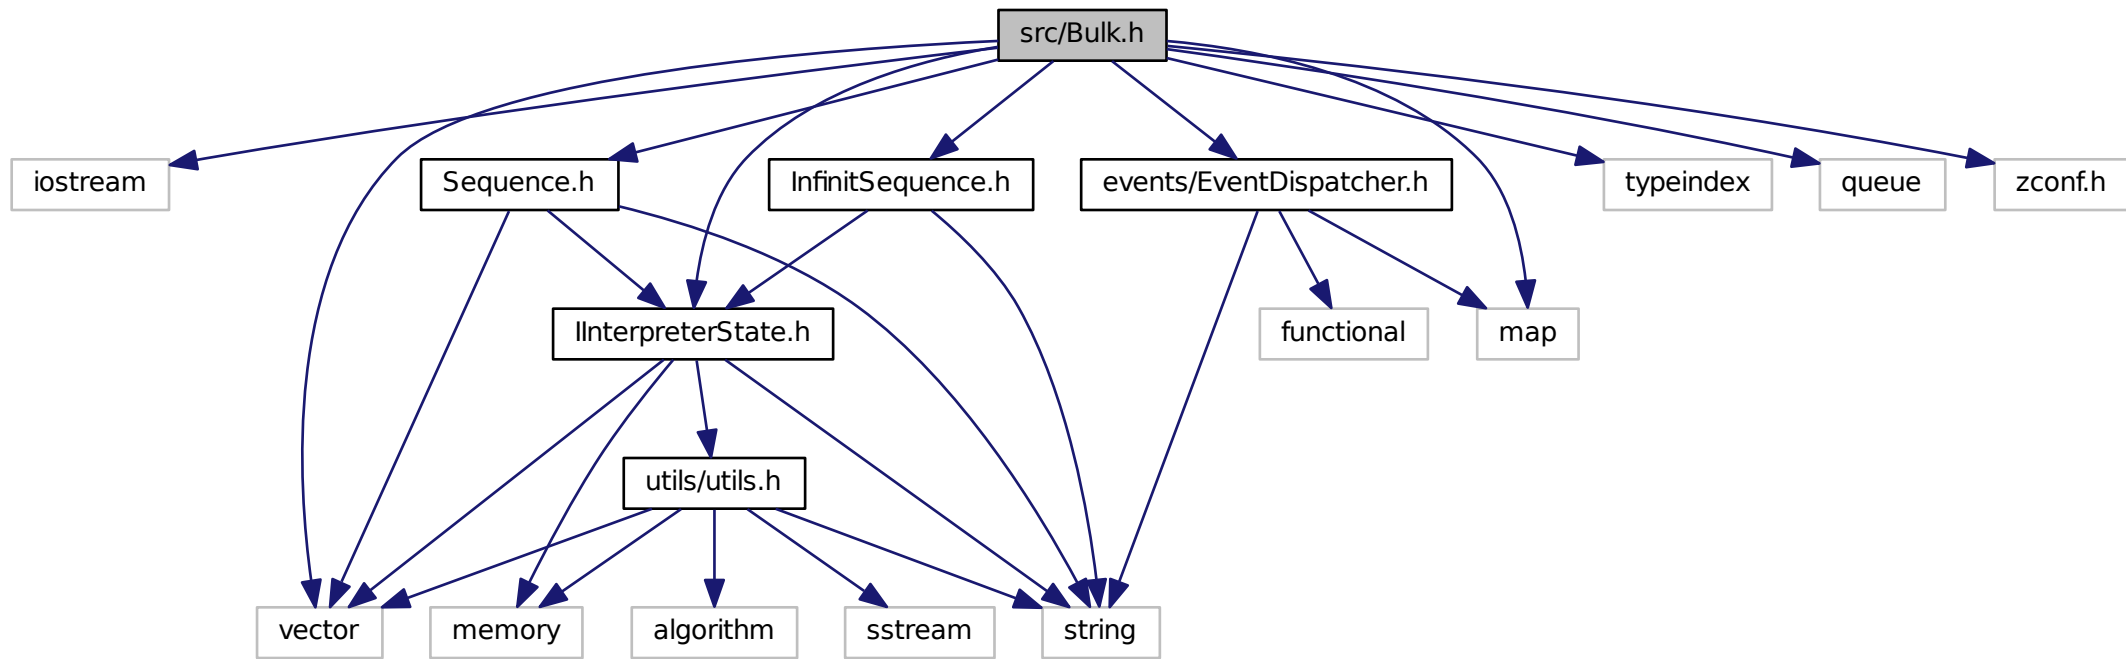 src/Bulk.h
iostream
Sequence.h
InfinitSequence.h
events/EventDispatcher.h
typeindex
queue
zconf.h
IInterpreterState.h
functional
map
utils/utils.h
vector
memory
algorithm
sstream
string